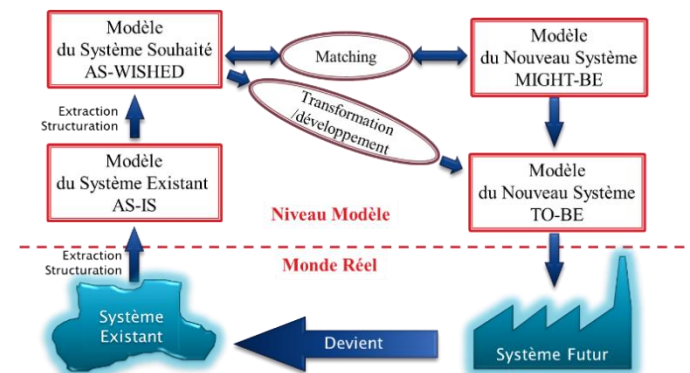 Modèle
du Système Souhaité
AS-WISHED
Matching
Modèle
du Nouveau Système
MIGHT-BE
Transformation
/développement
Extraction
Structuration
Modèle
du Système Existant
AS-IS
Modèle
du Nouveau Système
TO-BE
Niveau Modèle
Monde Réel
Extraction
Structuration
Système
Existant
Devient
Système Futur